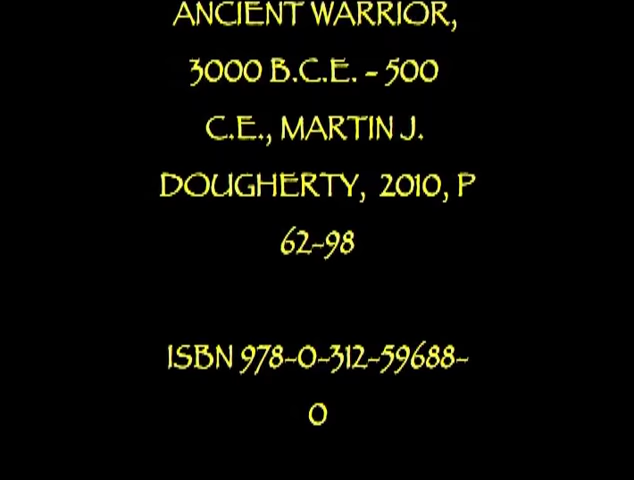 ANCIENT WARRIOR,
3000 B.C.E. - 500
C.E., MARTIN J.
DOUGHERTY, 2010, P
62-98
ISBN 978-0-312-59688-
0